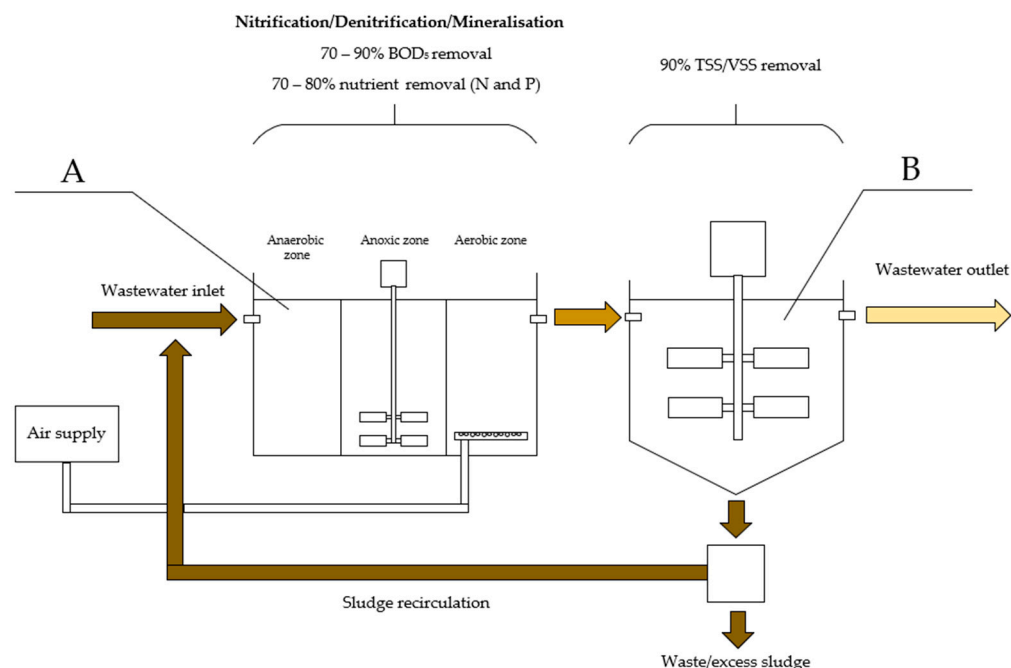 Nitrification/Denitrification/Mineralisation
70 – 90% BOD₅ removal
70 – 80% nutrient removal (N and P)
90% TSS/VSS removal
A
B
Anaerobic
zone
Anoxic zone
Aerobic zone
Wastewater inlet
Wastewater outlet
Air supply
Sludge recirculation
Waste/excess sludge